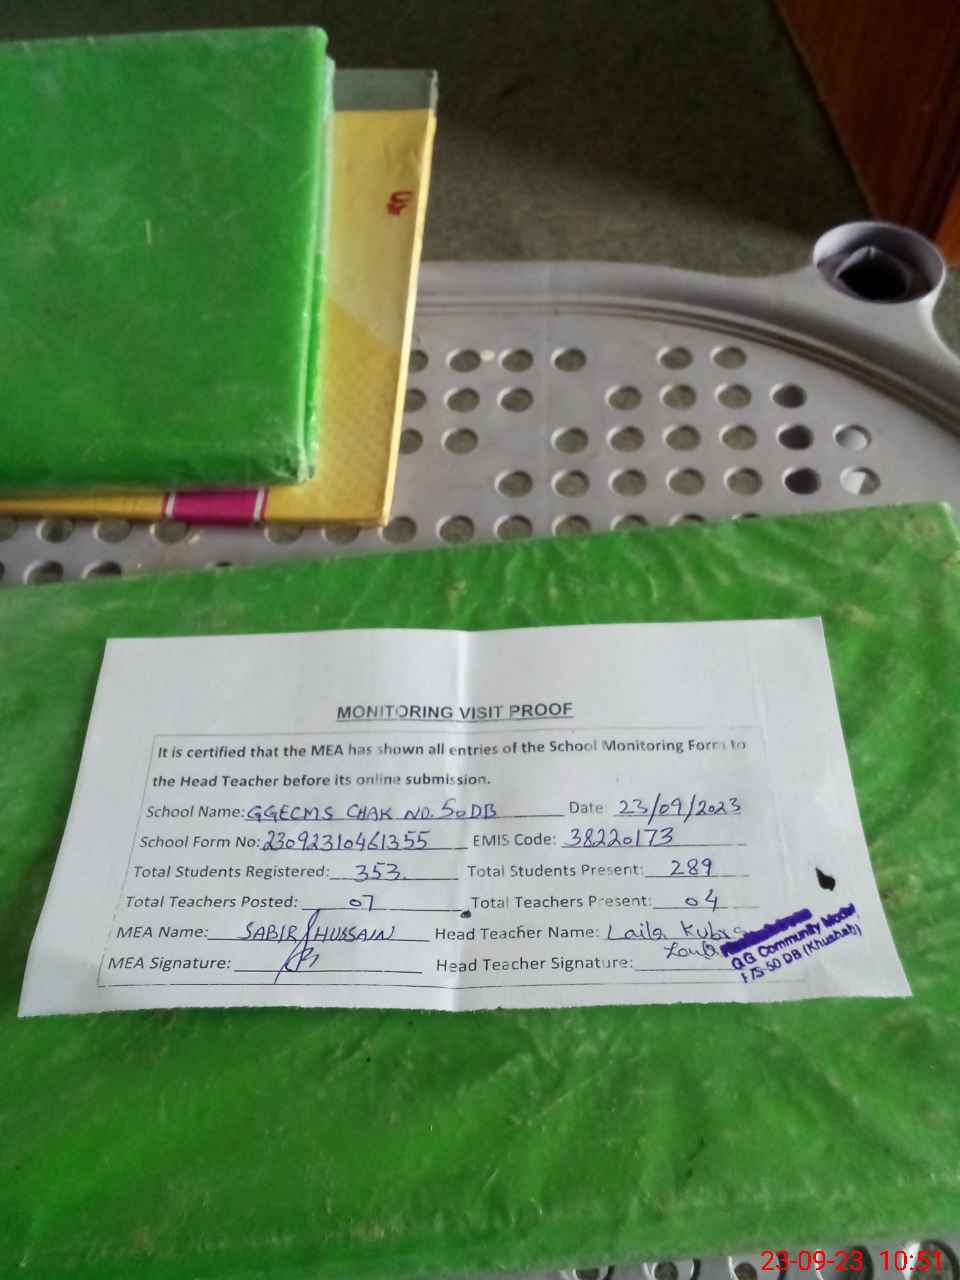 MONITORING VISIT PROOF
It is certified that the MEA has shown all entries of the School Monitoring Form to
the Head Teacher before its online submission.
School Name: GGECMS CHAK NO. 50DB Date 23/09/2023
School Form No: 23092310461355 EMIS Code: 38220173
Total Students Registered: 353. Total Students Present: 289
Total Teachers Posted: 07 Total Teachers Present: 04
MEA Name: SABIR HUSSAIN Head Teacher Name: Laila Kubra
MEA Signature: Head Teacher Signature:
GG Community Model
F/S-50 DB (Khushab)
23-09-23 10:51